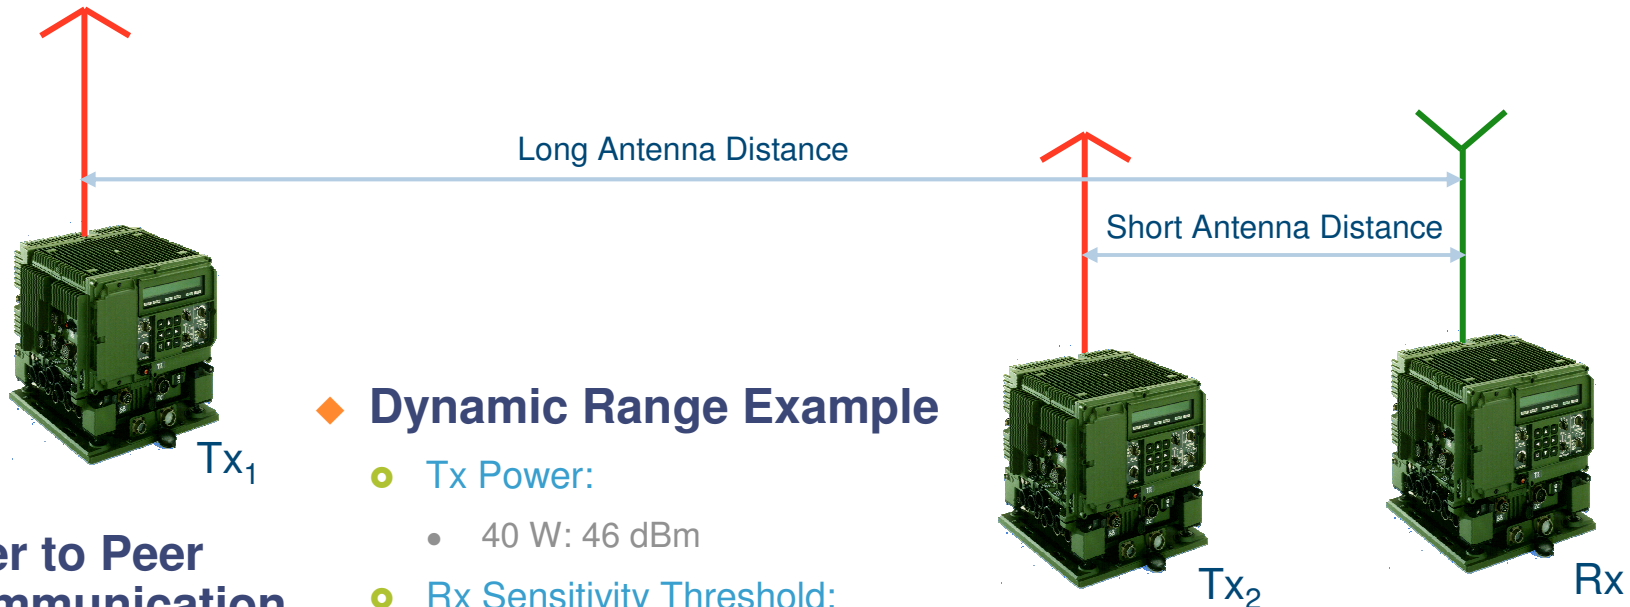 Long Antenna Distance
Short Antenna Distance
Dynamic Range Example
Tx1
Tx Power:
40 W: 46 dBm
er to Peer
mmunication
Rx Sensitivity Threshold:
Tx2
Rx